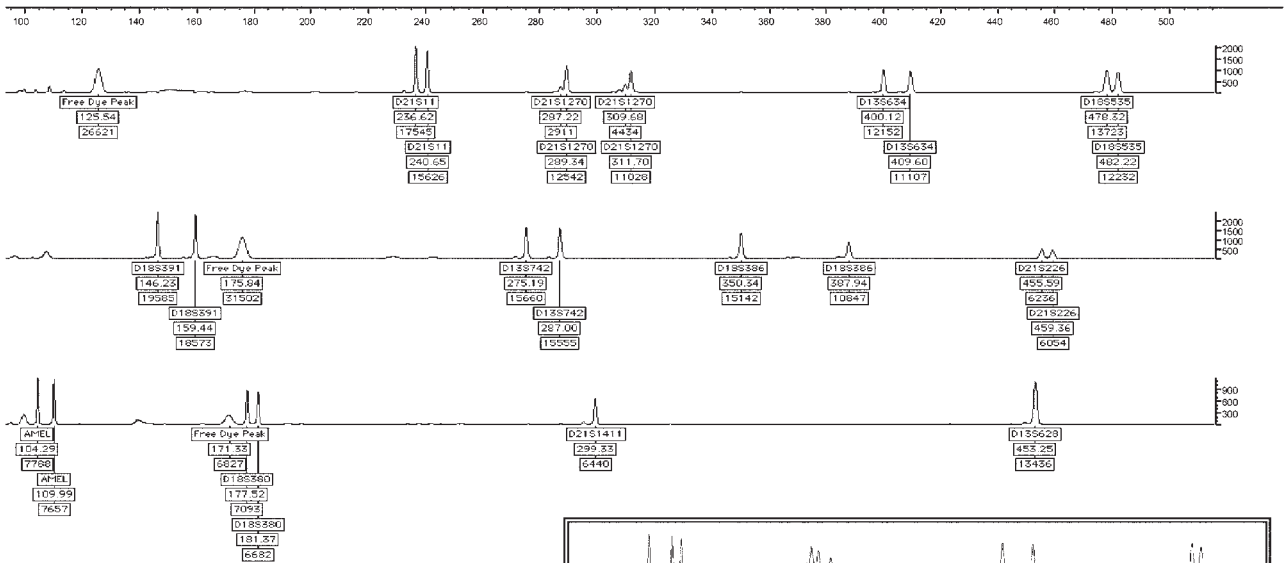 100 120 140 160 180 200 220 240 260 280 300 320 340 360 380 400 420 440 460 480 500
2000
1500
1000
500
Free Dye Peak D21S11 D21S1270 D21S1270 D13S634 D18S535
125.54 236.62 287.22 309.68 400.12 478.32
26621 17545 2911 4434 12152 13723
D21S11 D21S1270 D21S1270 D13S634 D18S535
240.65 289.34 311.70 409.60 482.22
15626 12542 11028 11107 12232
2000
1500
1000
500
D18S391 Free Dye Peak D13S742 D18S386 D18S386 D21S226
146.23 175.84 275.19 350.34 387.94 455.59
19585 31502 15660 15142 10847 6236
D18S391 D13S742 D21S226
159.44 287.00 459.36
18573 15555 6054
900
600
300
AMEL Free Dye Peak D21S1411 D13S628
104.29 171.33 299.33 453.25
7788 6827 6440 13436
AMEL D18S380
109.99 177.52
7657 7093
D18S380
181.37
6682